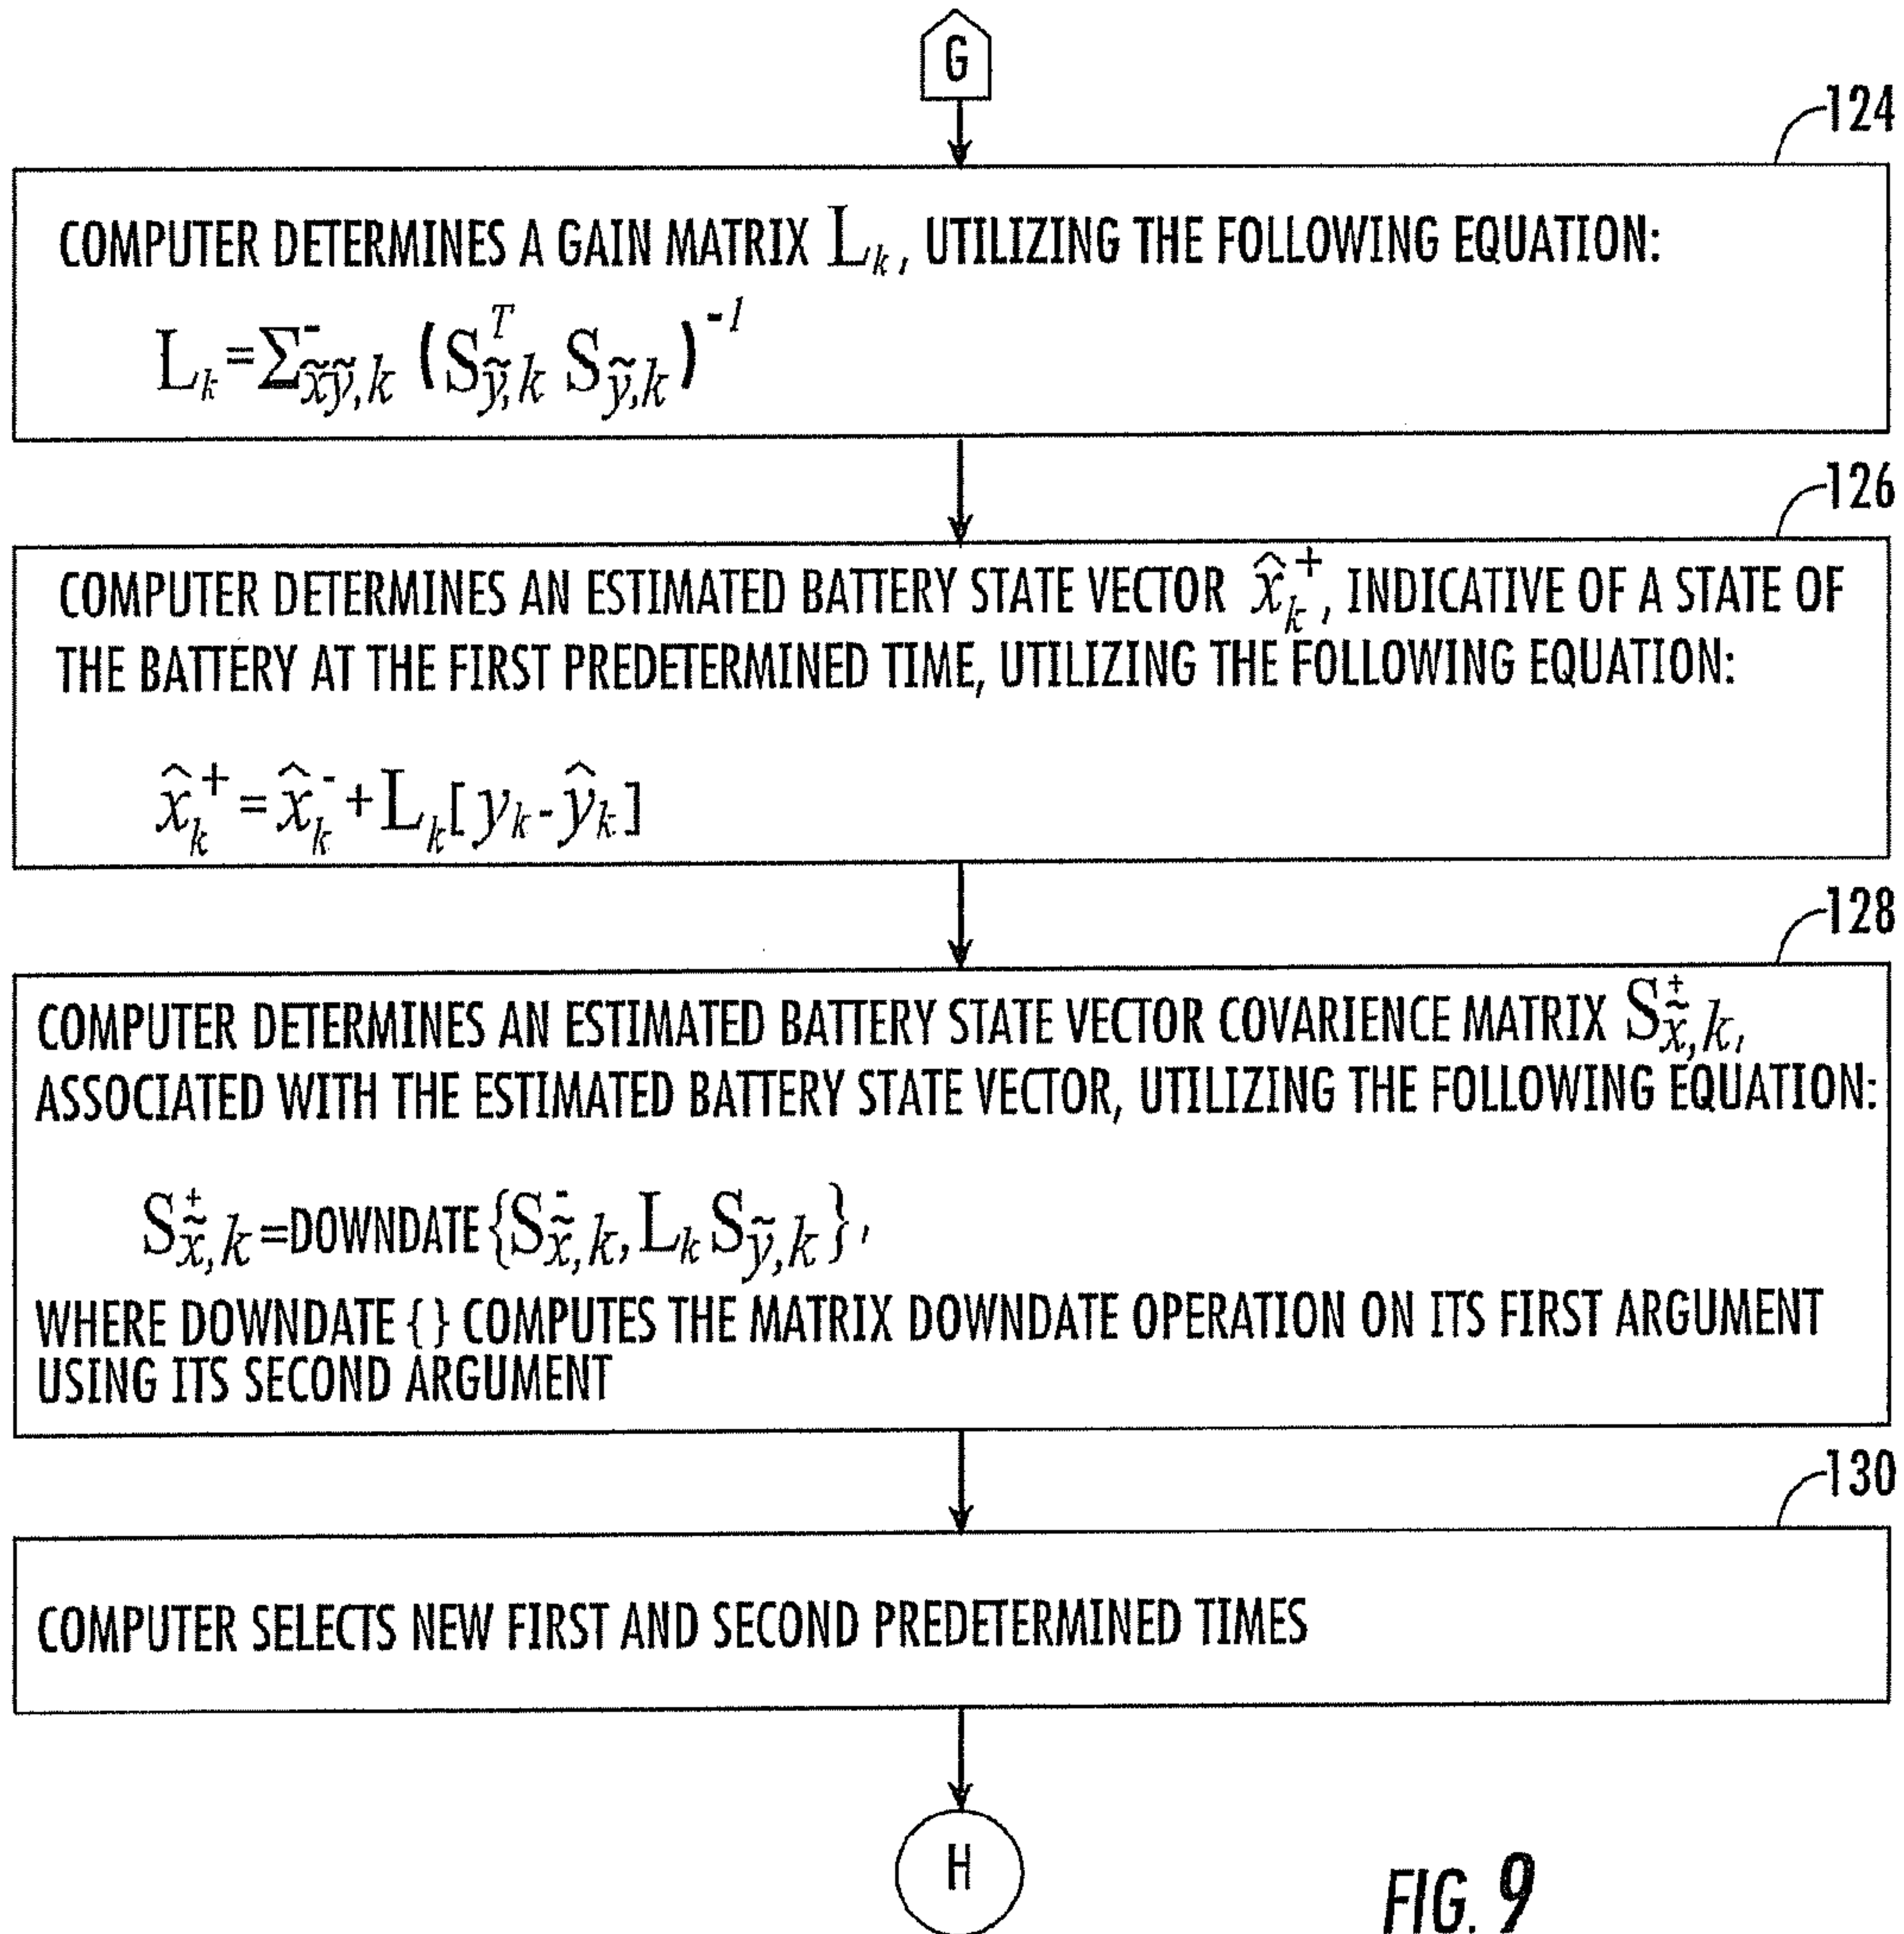 G
124
COMPUTER DETERMINES A GAIN MATRIX L_k, UTILIZING THE FOLLOWING EQUATION:
L_k = Σ^-_{x̃ỹ,k} (S^T_{ỹ,k} S_{ỹ,k})^{-1}
126
COMPUTER DETERMINES AN ESTIMATED BATTERY STATE VECTOR x̂_k^+, INDICATIVE OF A STATE OF
THE BATTERY AT THE FIRST PREDETERMINED TIME, UTILIZING THE FOLLOWING EQUATION:
x̂_k^+ = x̂_k^- + L_k[y_k - ŷ_k]
128
COMPUTER DETERMINES AN ESTIMATED BATTERY STATE VECTOR COVARIENCE MATRIX S^+_{x̃,k},
ASSOCIATED WITH THE ESTIMATED BATTERY STATE VECTOR, UTILIZING THE FOLLOWING EQUATION:
S^+_{x̃,k} = DOWNDATE{S^-_{x̃,k}, L_k S_{ỹ,k}},
WHERE DOWNDATE { } COMPUTES THE MATRIX DOWNDATE OPERATION ON ITS FIRST ARGUMENT
USING ITS SECOND ARGUMENT
130
COMPUTER SELECTS NEW FIRST AND SECOND PREDETERMINED TIMES
H
FIG. 9